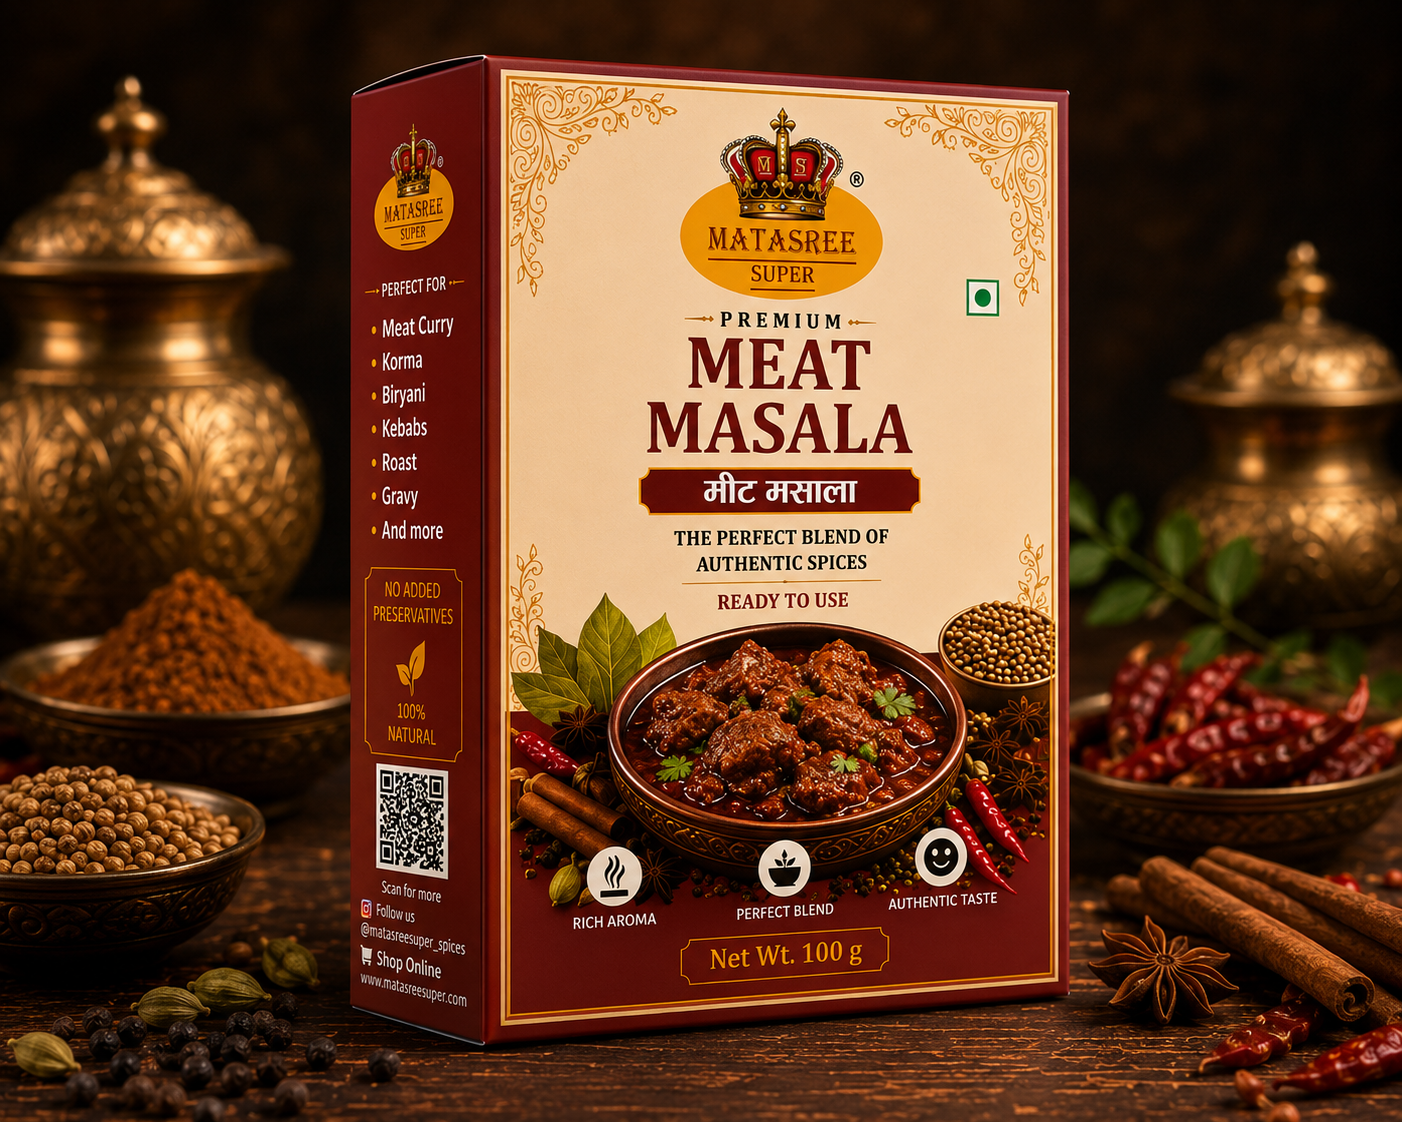 MATASREE
SUPER
®
PERFECT FOR
• Meat Curry
• Korma
• Biryani
• Kebabs
• Roast
• Gravy
• And more
NO ADDED
PRESERVATIVES
100%
NATURAL
Scan for more
Follow us
@matasreesuper_spices
Shop Online
www.matasreesuper.com
M S
®
MATASREE
SUPER
PREMIUM
MEAT
MASALA
मीट मसाला
THE PERFECT BLEND OF
AUTHENTIC SPICES
READY TO USE
RICH AROMA
PERFECT BLEND
AUTHENTIC TASTE
Net Wt. 100 g